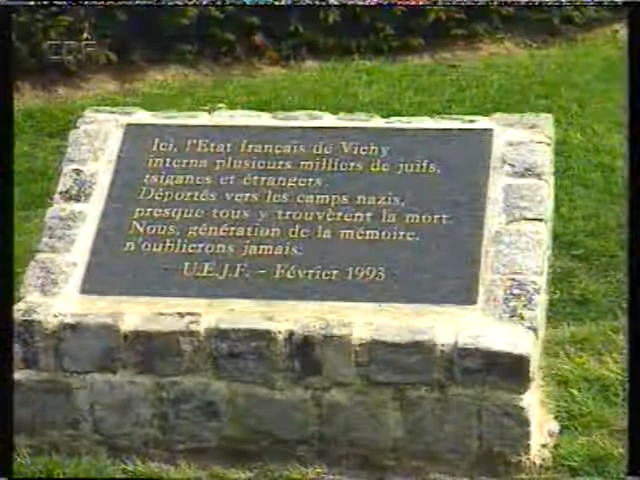 Ici, l'Etat français de Vichy
interna plusieurs milliers de juifs,
tsiganes et étrangers.
Déportés vers les camps nazis,
presque tous y trouvèrent la mort.
Nous, génération de la mémoire,
n'oublierons jamais.
U.E.J.F. - Février 1993